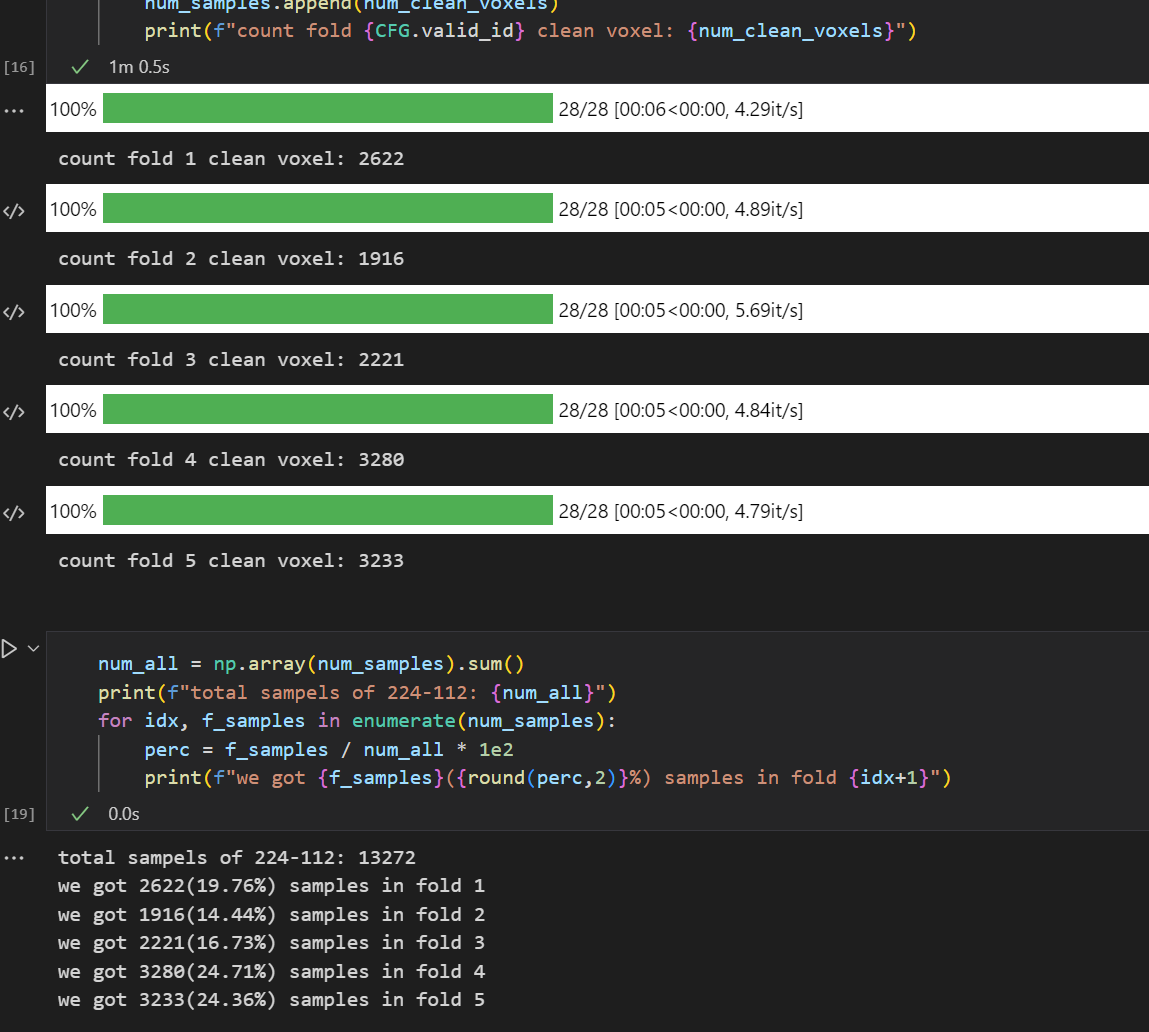 num_samples.append(num_clean_voxels)
print(f"count fold {CFG.valid_id} clean voxel: {num_clean_voxels}")
[16] 1m 0.5s
100% 28/28 [00:06<00:00, 4.29it/s]
count fold 1 clean voxel: 2622
100% 28/28 [00:05<00:00, 4.89it/s]
count fold 2 clean voxel: 1916
100% 28/28 [00:05<00:00, 5.69it/s]
count fold 3 clean voxel: 2221
100% 28/28 [00:05<00:00, 4.84it/s]
count fold 4 clean voxel: 3280
100% 28/28 [00:05<00:00, 4.79it/s]
count fold 5 clean voxel: 3233
num_all = np.array(num_samples).sum()
print(f"total sampels of 224-112: {num_all}")
for idx, f_samples in enumerate(num_samples):
perc = f_samples / num_all * 1e2
print(f"we got {f_samples}({round(perc,2)}%) samples in fold {idx+1}")
[19] 0.0s
total sampels of 224-112: 13272
we got 2622(19.76%) samples in fold 1
we got 1916(14.44%) samples in fold 2
we got 2221(16.73%) samples in fold 3
we got 3280(24.71%) samples in fold 4
we got 3233(24.36%) samples in fold 5